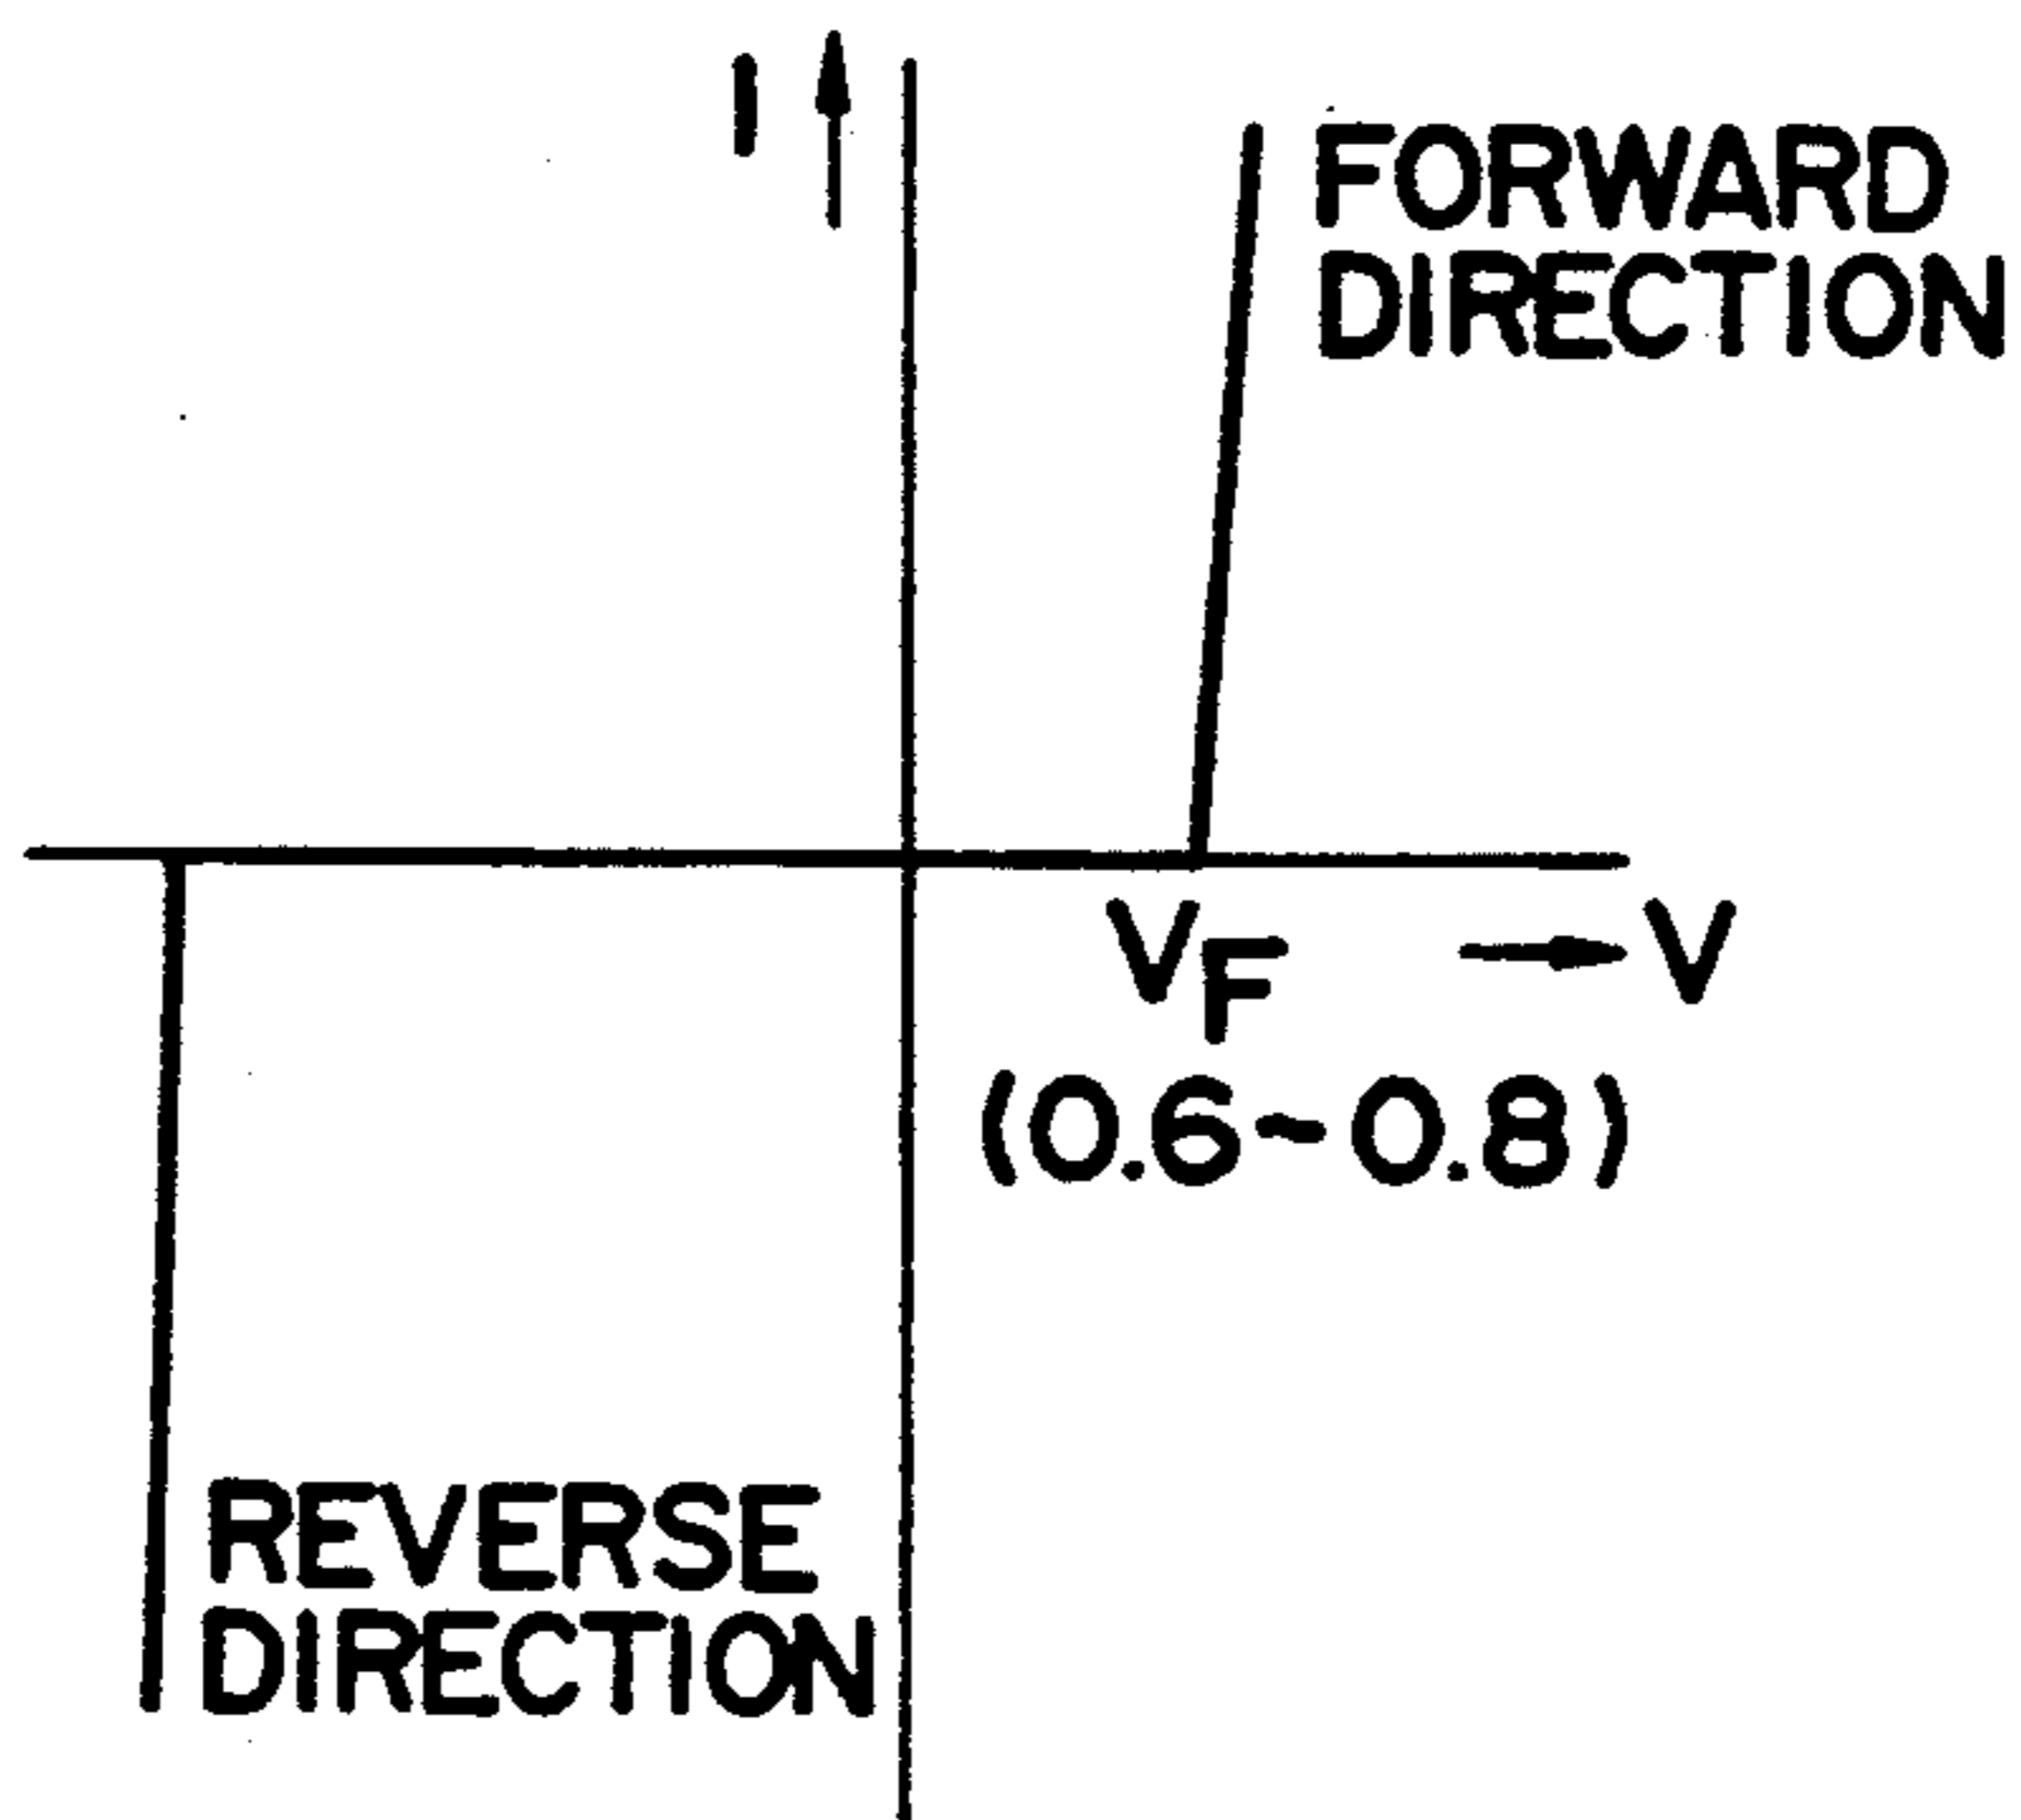 I
FORWARD
DIRECTION
VF
V
(0.6~0.8)
REVERSE
DIRECTION